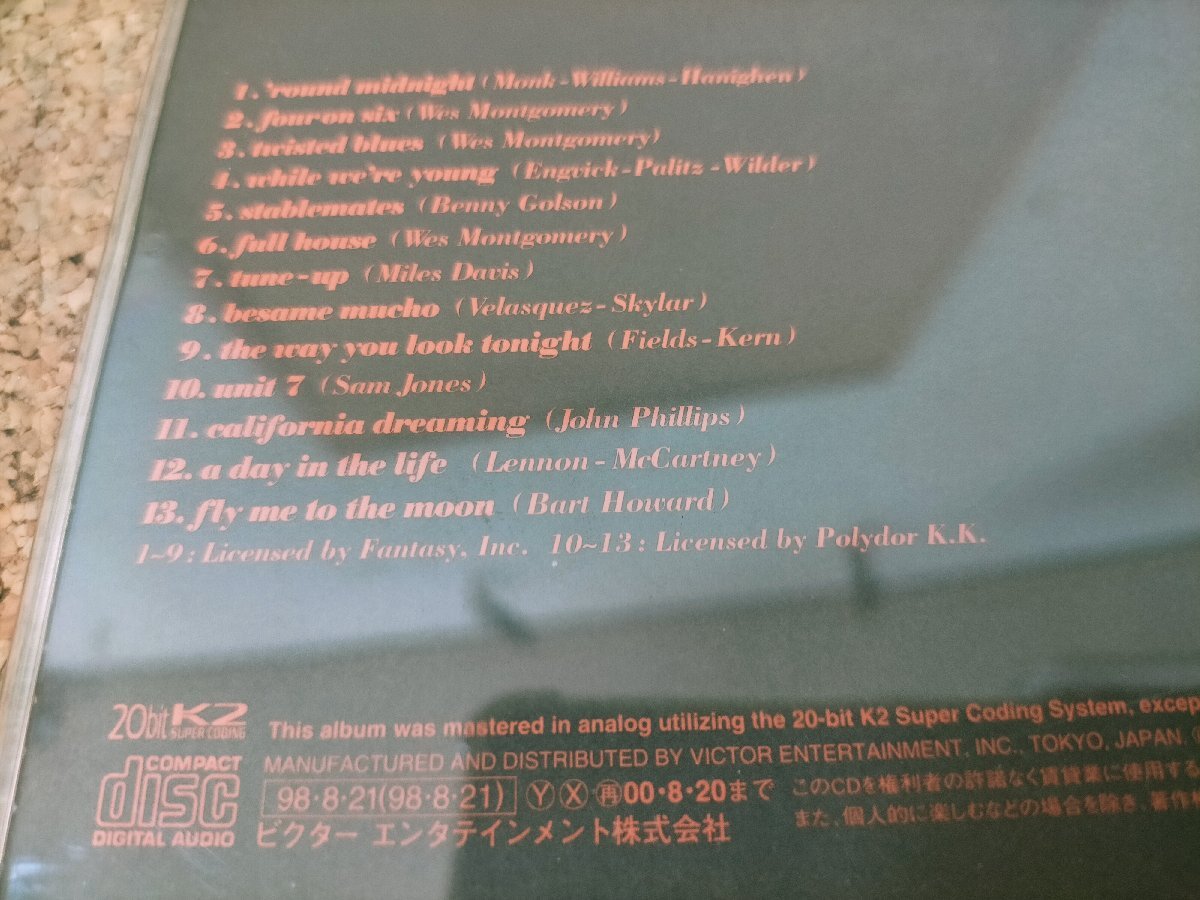 1. 'round midnight (Monk-Williams-Hanighen)
2. four on six (Wes Montgomery)
3. twisted blues (Wes Montgomery)
4. while we're young (Engvick-Palitz-Wilder)
5. stablemates (Benny Golson)
6. full house (Wes Montgomery)
7. tune-up (Miles Davis)
8. besame mucho (Velasquez-Skylar)
9. the way you look tonight (Fields-Kern)
10. unit 7 (Sam Jones)
11. california dreaming (John Phillips)
12. a day in the life (Lennon-McCartney)
13. fly me to the moon (Bart Howard)
1~9: Licensed by Fantasy, Inc. 10~13: Licensed by Polydor K.K.
20bit K2 SUPER CODING
This album was mastered in analog utilizing the 20-bit K2 Super Coding System, excep
MANUFACTURED AND DISTRIBUTED BY VICTOR ENTERTAINMENT, INC., TOKYO, JAPAN
COMPACT disc DIGITAL AUDIO
98・8・21(98・8・21) Ⓨ Ⓧ ㊢00・8・20まで
ビクター エンタテインメント株式会社
このCDを権利者の許諾なく賃貸業に使用する
また、個人的に楽しむなどの場合を除き、著作